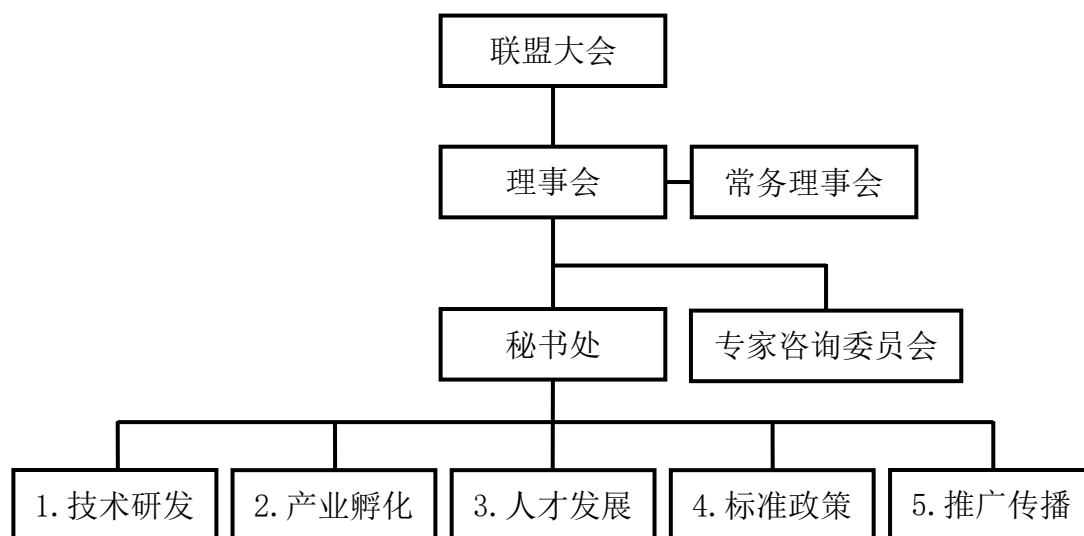 联盟大会
理事会
常务理事会
秘书处
专家咨询委员会
1.技术研发
2.产业孵化
3.人才发展
4.标准政策
5.推广传播